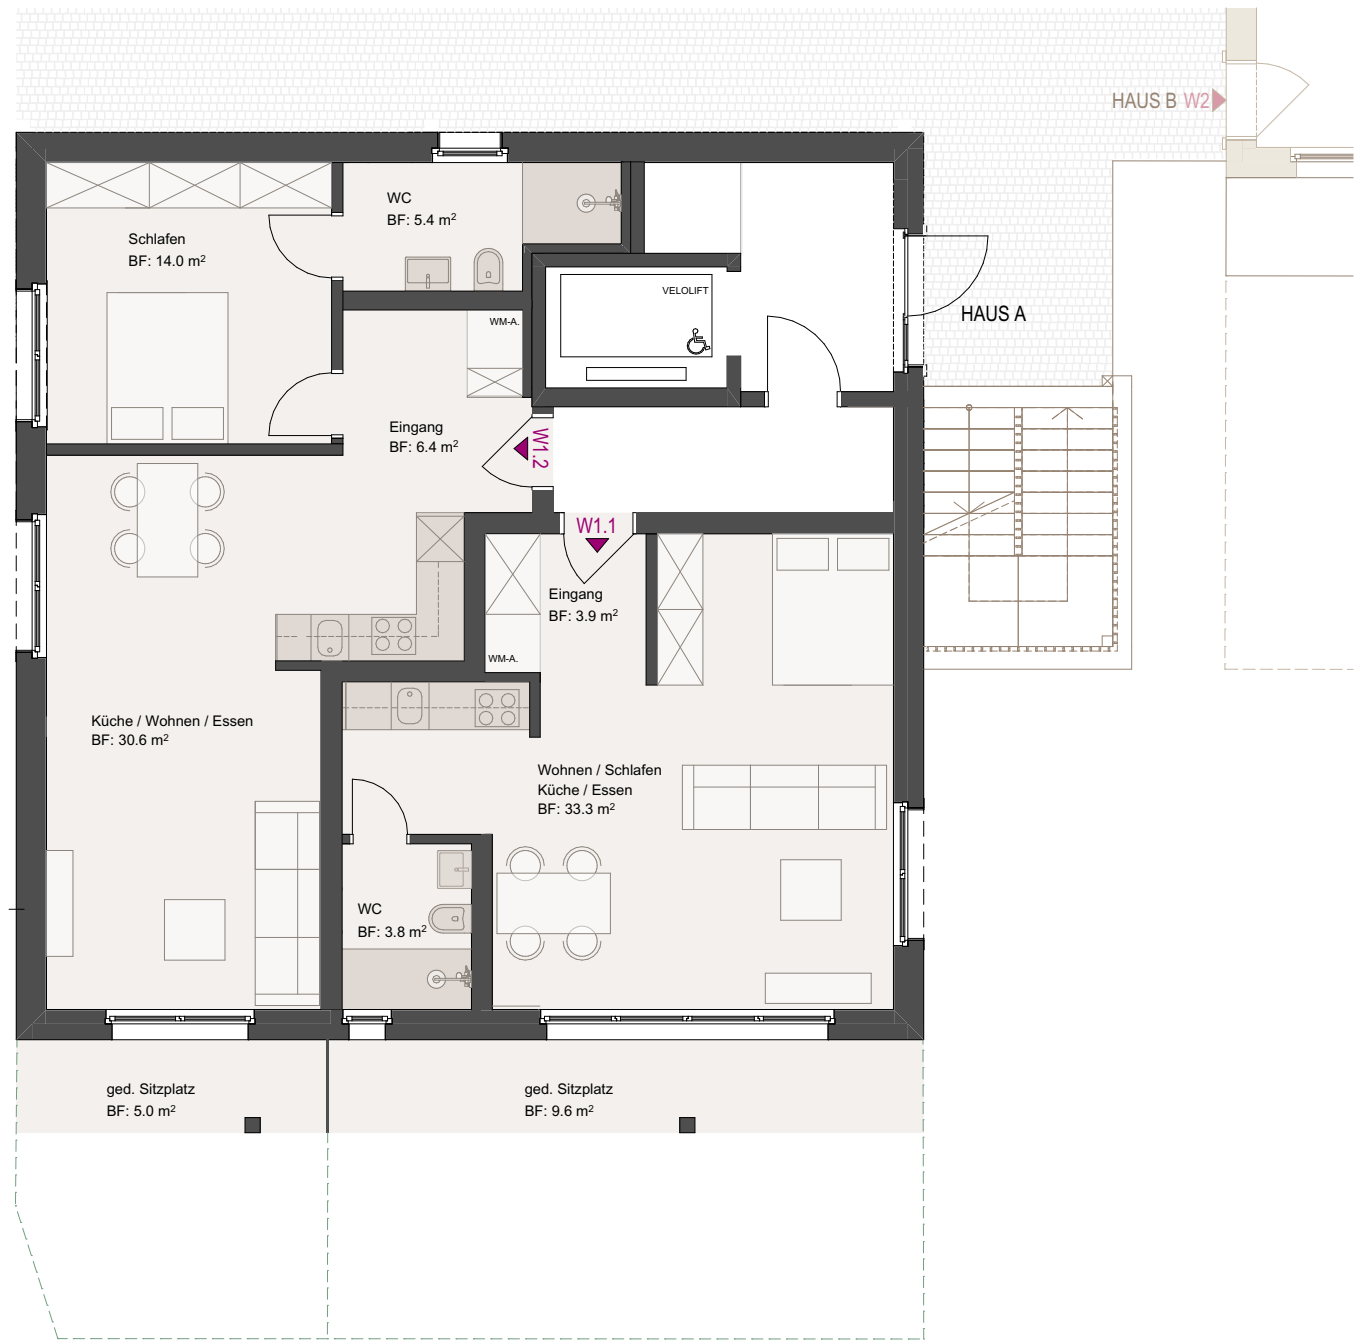 HAUS B W2
WC
BF: 5.4 m²
Schlafen
BF: 14.0 m²
VELOLIFT
HAUS A
WM-A.
Eingang
BF: 6.4 m²
W1.2
W1.1
Eingang
BF: 3.9 m²
WM-A.
Küche / Wohnen / Essen
BF: 30.6 m²
Wohnen / Schlafen
Küche / Essen
BF: 33.3 m²
WC
BF: 3.8 m²
ged. Sitzplatz
BF: 5.0 m²
ged. Sitzplatz
BF: 9.6 m²